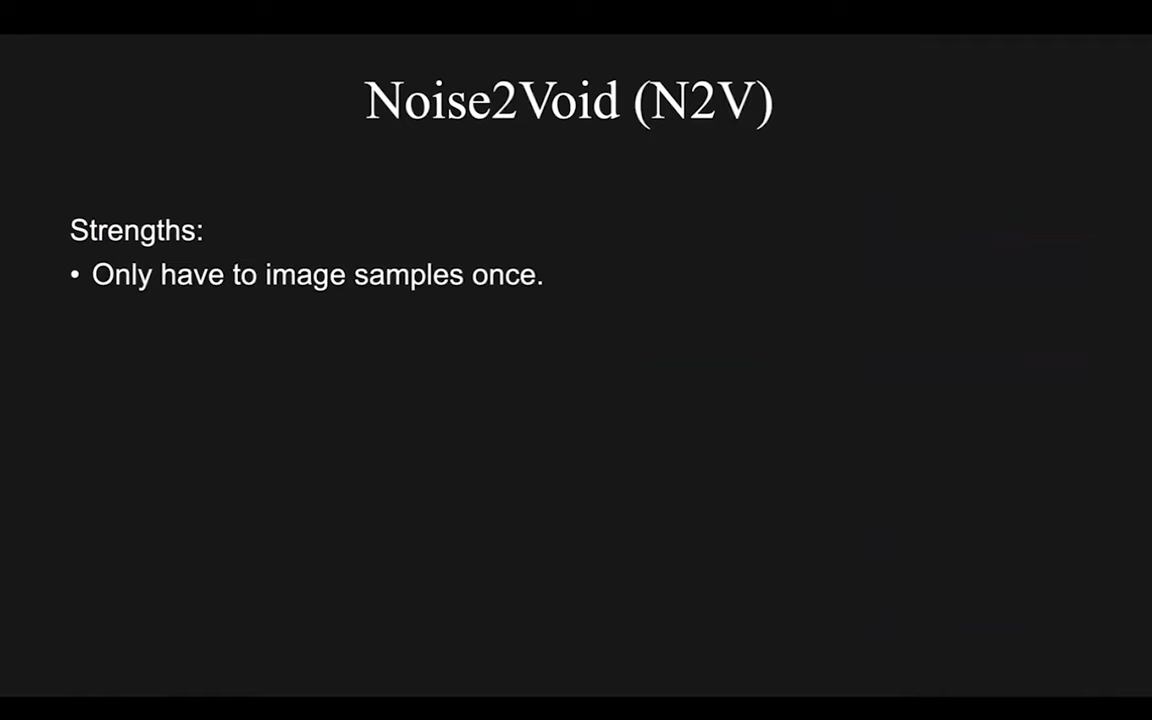 Noise2Void (N2V)
Strengths:
• Only have to image samples once.